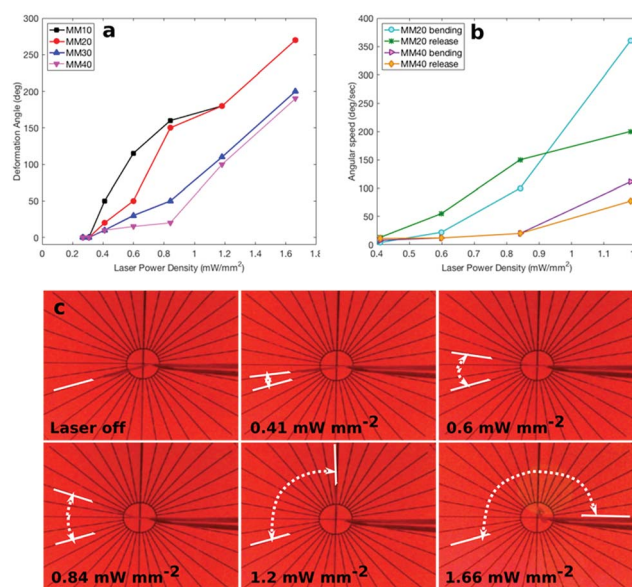 a
MM10
MM20
MM30
MM40
Deformation Angle (deg)
300
250
200
150
100
50
0
0 0.2 0.4 0.6 0.8 1 1.2 1.4 1.6 1.8
Laser Power Density (mW/mm²)
b
MM20 bending
MM20 release
MM40 bending
MM40 release
Angular speed (deg/sec)
400
350
300
250
200
150
100
50
0
0.4 0.5 0.6 0.7 0.8 0.9 1 1.1
Laser Power Density (mW/mm²)
c
Laser off
0.41 mW mm⁻²
0.6 mW mm⁻²
0.84 mW mm⁻²
1.2 mW mm⁻²
1.66 mW mm⁻²